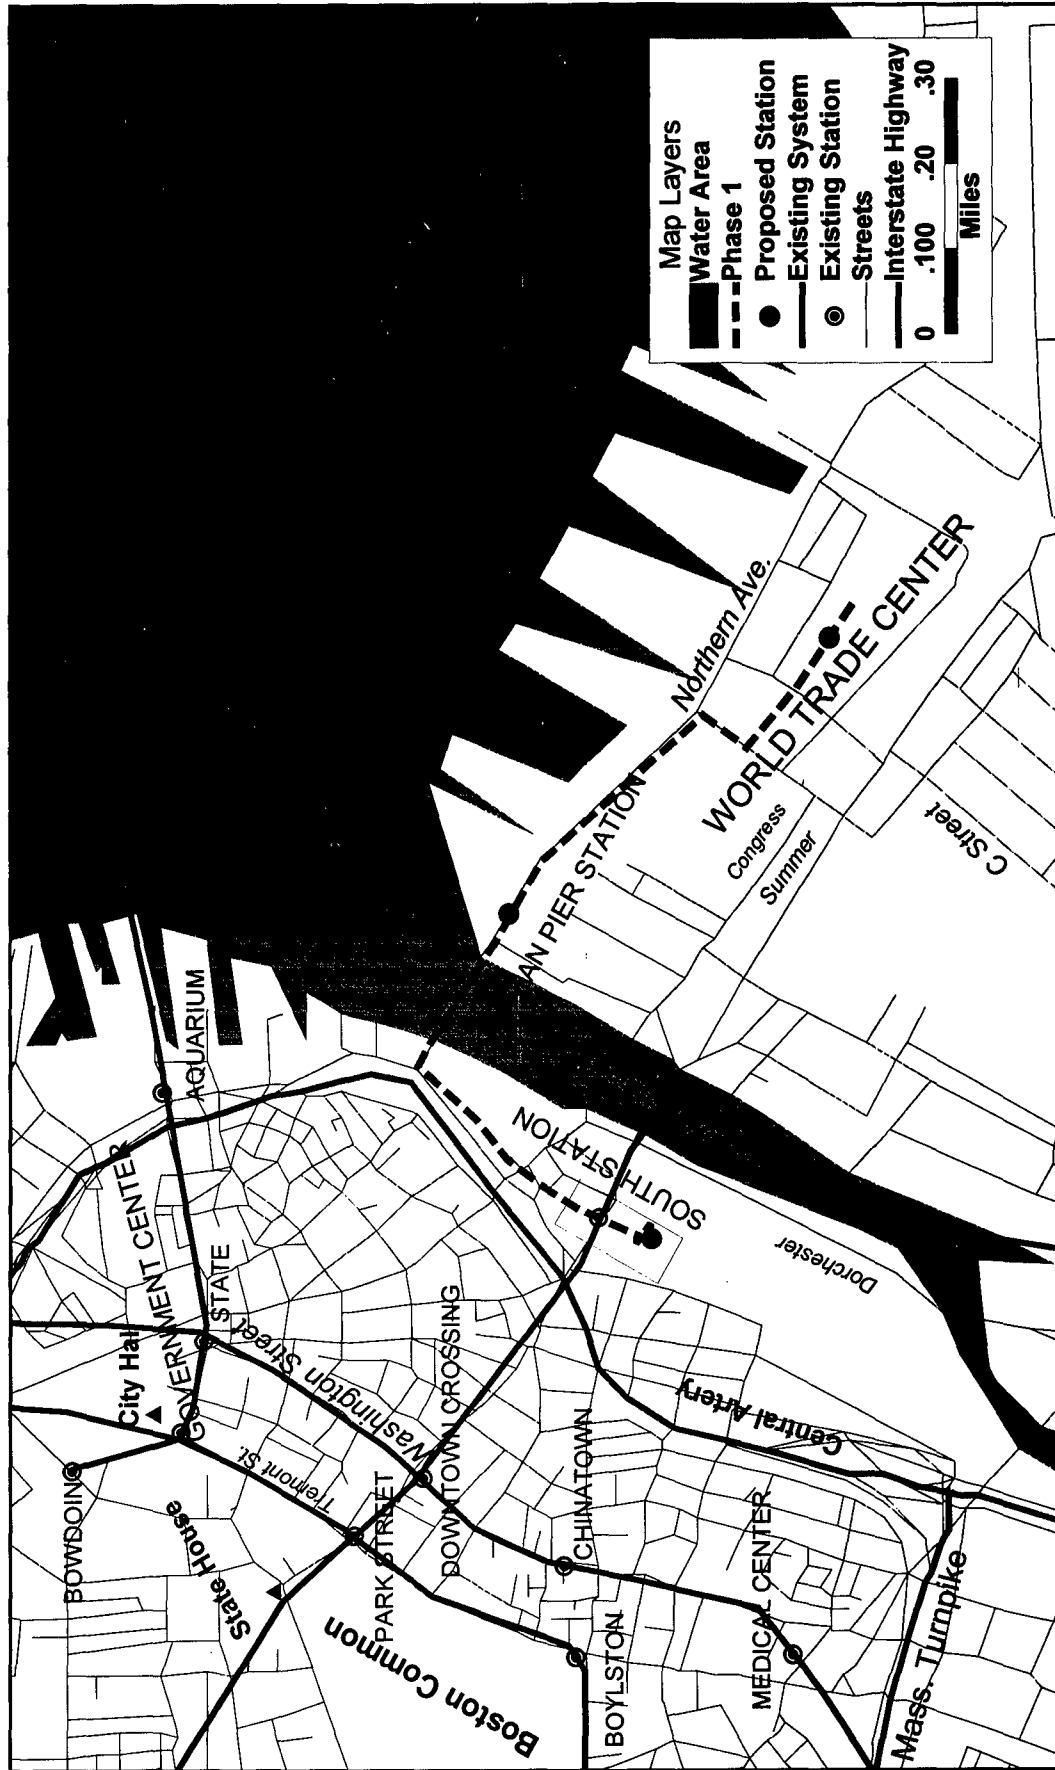 BOWDOIN
City Hall
GOVERNMENT CENTER
State House
Tremont St.
STATE
AQUARIUM
Washington Street
PARK STREET
DOWNTOWN CROSSING
Boston Common
BOYLSTON
CHINATOWN
MEDICAL CENTER
Central Artery
Mass. Turnpike
SOUTH STATION
Dorchester
AN PIER STATION
Northern Ave.
WORLD TRADE CENTER
Congress
Summer
C Street
Map Layers
Water Area
Phase 1
Proposed Station
Existing System
Existing Station
Streets
Interstate Highway
0 .100 .20 .30
Miles